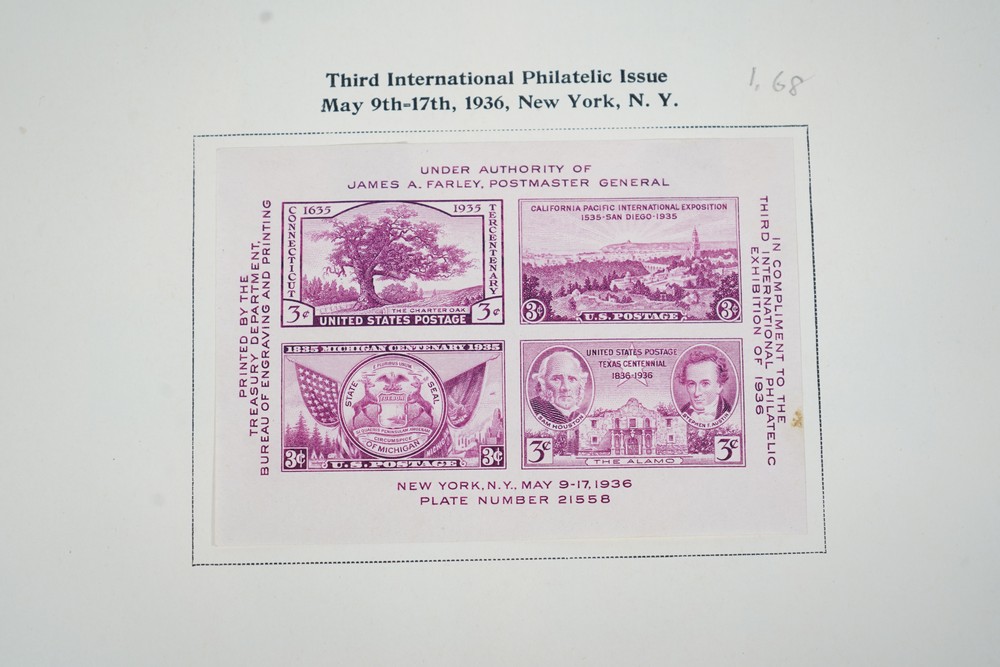 Third International Philatelic Issue
May 9th-17th, 1936, New York, N. Y.
1.68
UNDER AUTHORITY OF
JAMES A. FARLEY, POSTMASTER GENERAL
PRINTED BY THE
TREASURY DEPARTMENT,
BUREAU OF ENGRAVING AND PRINTING
CONNECTICUT
1635 1935
TERCENTENARY
THE CHARTER OAK
3¢ 3¢
UNITED STATES POSTAGE
CALIFORNIA PACIFIC INTERNATIONAL EXPOSITION
1535-SAN DIEGO-1935
3¢ U.S. POSTAGE 3¢
IN COMPLIMENT TO THE
THIRD INTERNATIONAL PHILATELIC
EXHIBITION OF 1936
1835 MICHIGAN CENTENARY 1935
STATE SEAL
E PLURIBUS UNUM
TUEBOR
CIRCUMSPICE
OF MICHIGAN
3¢ U.S. POSTAGE 3¢
UNITED STATES POSTAGE
TEXAS CENTENNIAL
1836-1936
SAM HOUSTON
STEPHEN F. AUSTIN
3¢ 3¢
THE ALAMO
NEW YORK, N.Y., MAY 9-17, 1936
PLATE NUMBER 21558